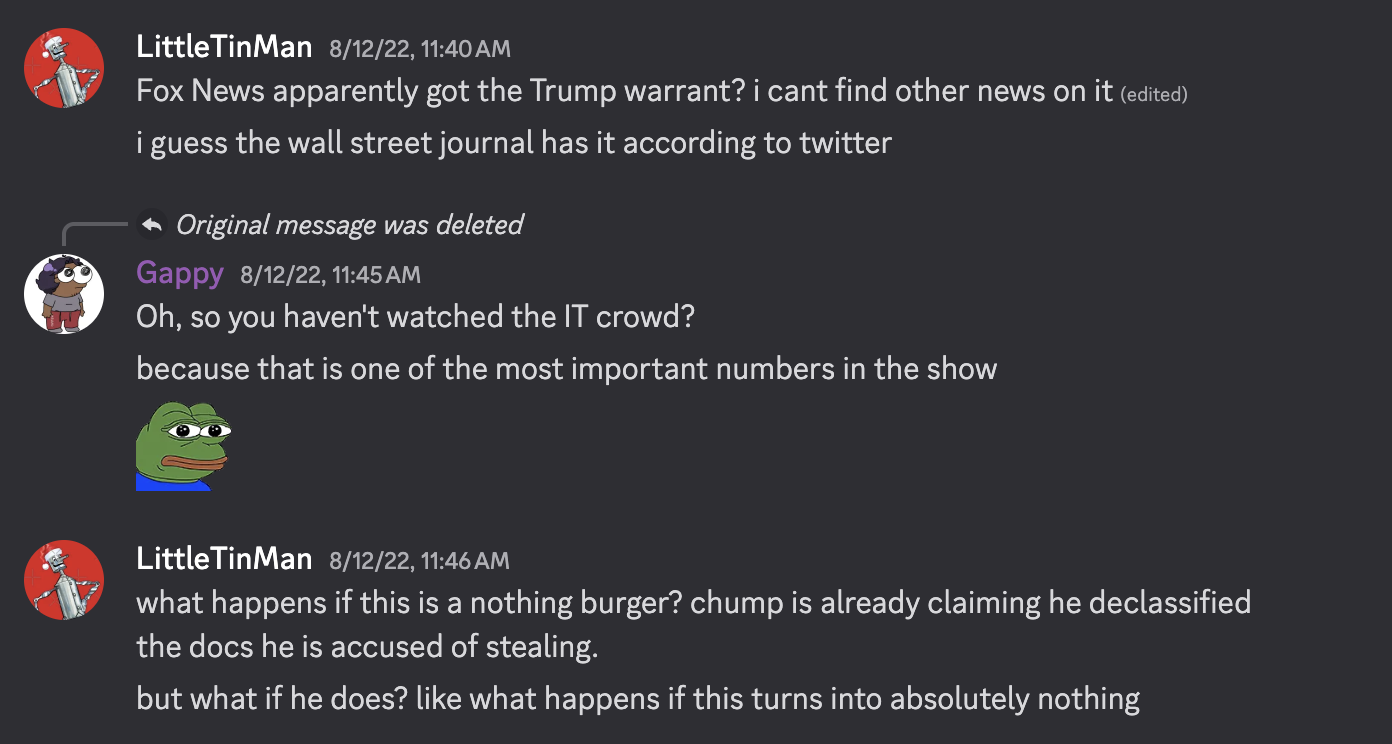 LittleTinMan 8/12/22, 11:40 AM
Fox News apparently got the Trump warrant? i cant find other news on it (edited)
i guess the wall street journal has it according to twitter
Original message was deleted
Gappy 8/12/22, 11:45 AM
Oh, so you haven't watched the IT crowd?
because that is one of the most important numbers in the show
LittleTinMan 8/12/22, 11:46 AM
what happens if this is a nothing burger? chump is already claiming he declassified
the docs he is accused of stealing.
but what if he does? like what happens if this turns into absolutely nothing